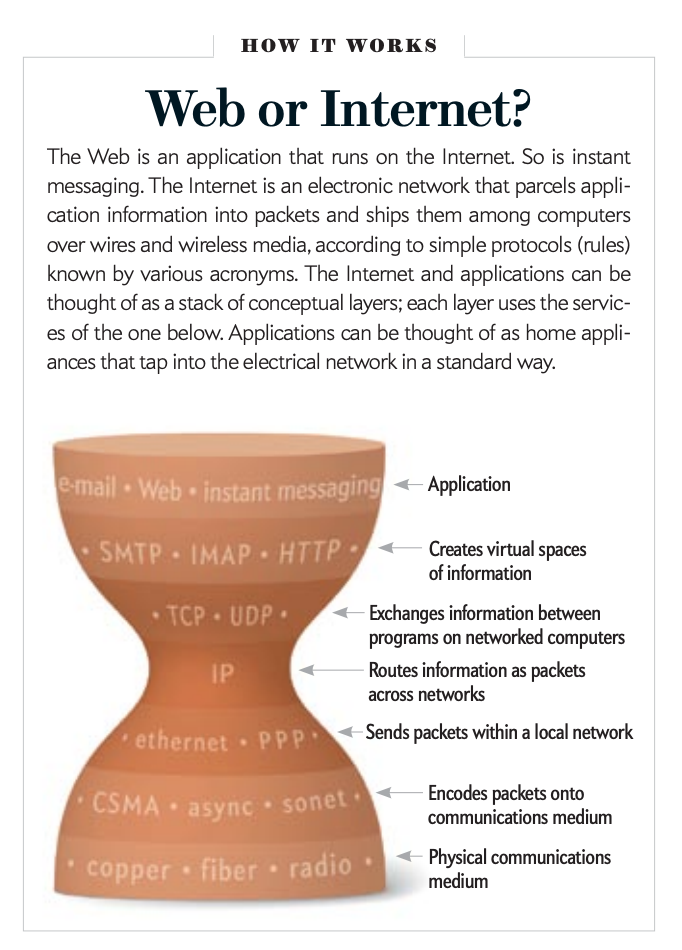 HOW IT WORKS
Web or Internet?
The Web is an application that runs on the Internet. So is instant
messaging. The Internet is an electronic network that parcels appli-
cation information into packets and ships them among computers
over wires and wireless media, according to simple protocols (rules)
known by various acronyms. The Internet and applications can be
thought of as a stack of conceptual layers; each layer uses the servic-
es of the one below. Applications can be thought of as home appli-
ances that tap into the electrical network in a standard way.
e-mail • Web • instant messaging
Application
• SMTP • IMAP • HTTP •
Creates virtual spaces
of information
• TCP • UDP •
Exchanges information between
programs on networked computers
IP
Routes information as packets
across networks
• ethernet • PPP •
Sends packets within a local network
• CSMA • async • sonet •
Encodes packets onto
communications medium
• copper • fiber • radio •
Physical communications
medium